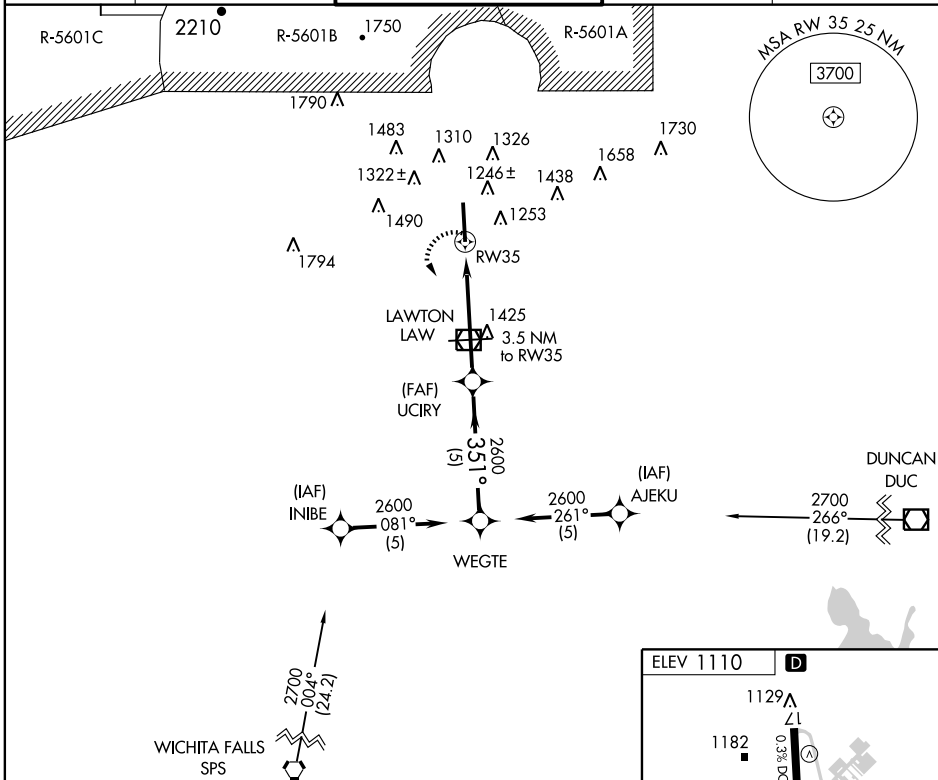 R-5601C
2210
R-5601B
1750
R-5601A
MSA RW 35 25 NM
3700
1790
1483
1310
1326
1730
1658
1322±
1246±
1438
1490
1253
1794
RW35
LAWTON
LAW
1425
3.5 NM
to RW35
(FAF)
UCIRY
2600
351°
(5)
(IAF)
INIBE
2600
081°
(5)
2600
261°
(5)
(IAF)
AJEKU
WEGTE
DUNCAN
DUC
2700
266°
(19.2)
2700
004°
(24.2)
WICHITA FALLS
SPS
ELEV 1110
D
1129
17
1182
0.3%
A